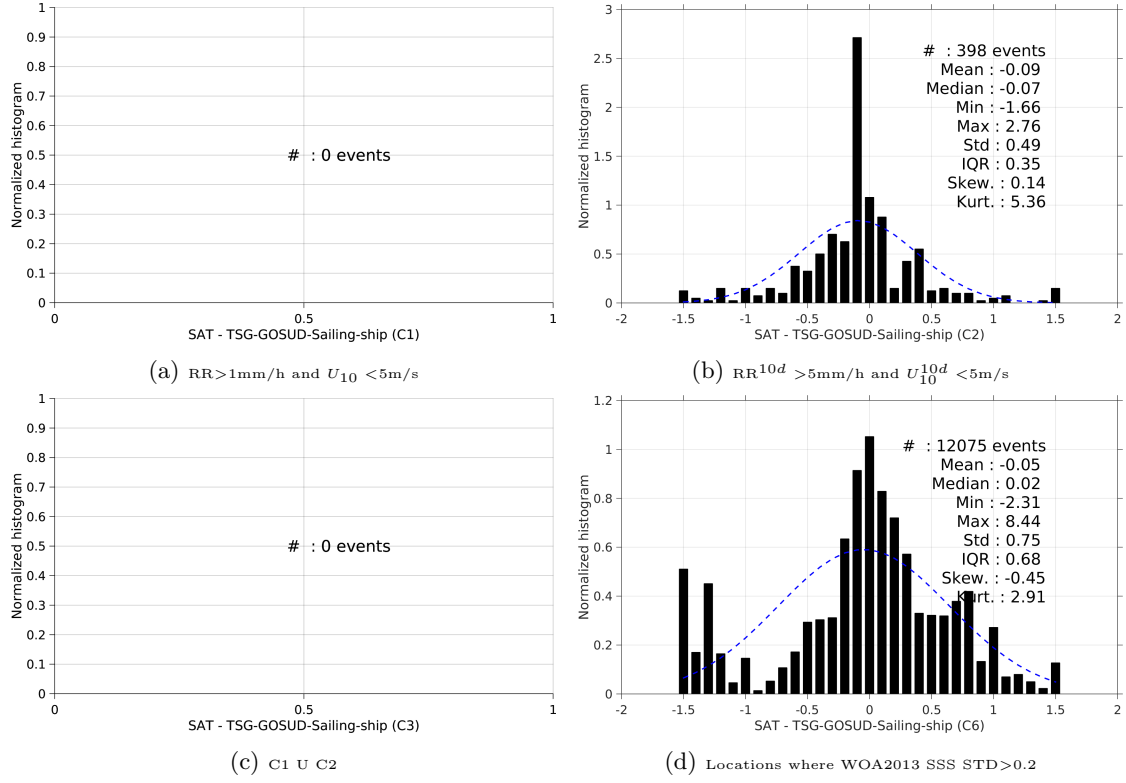 1
0.9
0.8
0.7
0.6
0.5
0.4
0.3
0.2
0.1
0
Normalized histogram
# : 0 events
0 0.5 1
SAT - TSG-GOSUD-Sailing-ship (C1)
(a) RR>1mm/h and U10 <5m/s
3
2.5
2
1.5
1
0.5
0
Normalized histogram
# : 398 events
Mean : -0.09
Median : -0.07
Min : -1.66
Max : 2.76
Std : 0.49
IQR : 0.35
Skew. : 0.14
Kurt. : 5.36
-2 -1.5 -1 -0.5 0 0.5 1 1.5 2
SAT - TSG-GOSUD-Sailing-ship (C2)
(b) RR10d >5mm/h and U10d10 <5m/s
1
0.9
0.8
0.7
0.6
0.5
0.4
0.3
0.2
0.1
0
Normalized histogram
# : 0 events
0 0.5 1
SAT - TSG-GOSUD-Sailing-ship (C3)
(c) C1 U C2
1.2
1
0.8
0.6
0.4
0.2
0
Normalized histogram
# : 12075 events
Mean : -0.05
Median : 0.02
Min : -2.31
Max : 8.44
Std : 0.75
IQR : 0.68
Skew. : -0.45
Kurt. : 2.91
-2 -1.5 -1 -0.5 0 0.5 1 1.5 2
SAT - TSG-GOSUD-Sailing-ship (C6)
(d) Locations where WOA2013 SSS STD>0.2